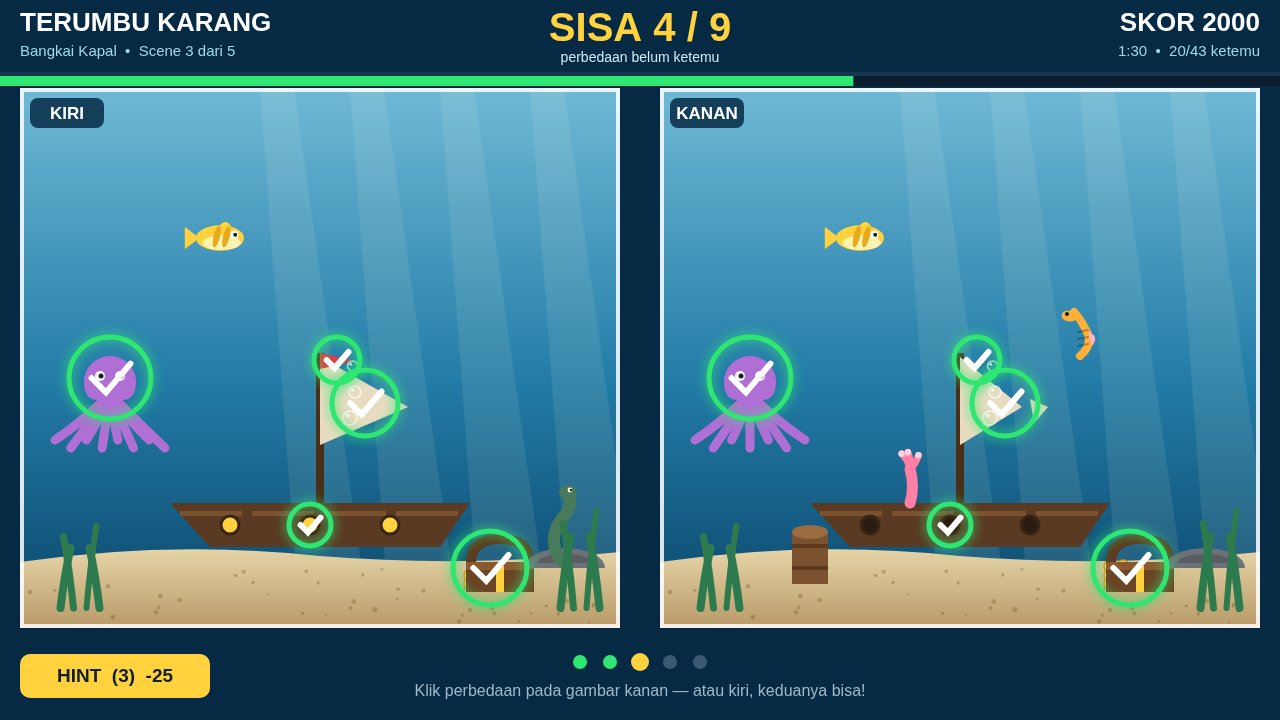 TERUMBU KARANG
Bangkai Kapal • Scene 3 dari 5
SISA 4 / 9
perbedaan belum ketemu
SKOR 2000
1:30 • 20/43 ketemu
KIRI
KANAN
HINT (3) -25
Klik perbedaan pada gambar kanan — atau kiri, keduanya bisa!